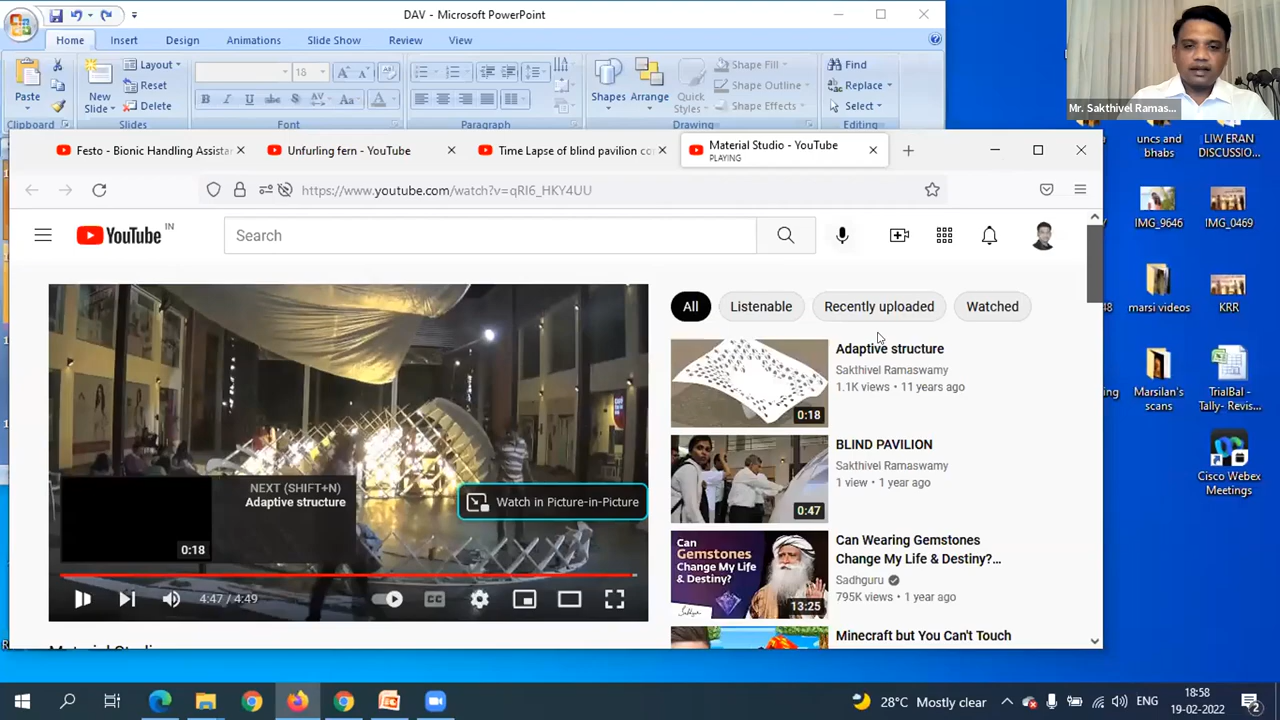 DAV - Microsoft PowerPoint
Home
Insert
Design
Animations
Slide Show
Review
View
Paste
Clipboard
New
Slide
Layout
Reset
Delete
Slides
18
B I U abc S AV Aa A
Font
Paragraph
Shapes
Arrange
Quick
Styles
Shape Fill
Shape Outline
Shape Effects
Drawing
Find
Replace
Select
Editing
Mr. Sakthivel Ramas...
Festo - Bionic Handling Assista
Unfurling fern - YouTube
Time Lapse of blind pavilion co
Material Studio - YouTube
PLAYING
https://www.youtube.com/watch?v=qRI6_HKY4UU
YouTube IN
Search
All
Listenable
Recently uploaded
Watched
Adaptive structure
Sakthivel Ramaswamy
1.1K views • 11 years ago
0:18
BLIND PAVILION
Sakthivel Ramaswamy
1 view • 1 year ago
0:47
Can
Gemstones
Change My Life
& Destiny?
13:25
Can Wearing Gemstones
Change My Life & Destiny?...
Sadhguru
795K views • 1 year ago
Minecraft but You Can't Touch
NEXT (SHIFT+N)
Adaptive structure
0:18
Watch in Picture-in-Picture
4:47 / 4:49
CC
uncs and
bhabs
LIW ERAN
DISCUSSIO...
IMG_9646
IMG_0469
marsi videos
KRR
Marsilan's
scans
TrialBal -
Tally- Revis...
Cisco Webex
Meetings
28°C Mostly clear
ENG
18:58
19-02-2022
2